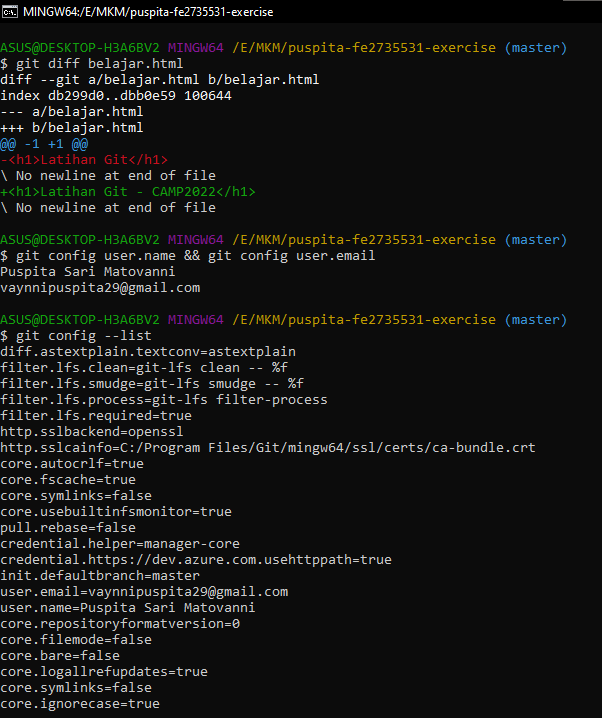 MINGW64:/E/MKM/puspita-fe2735531-exercise
ASUS@DESKTOP-H3A6BV2 MINGW64 /E/MKM/puspita-fe2735531-exercise (master)
$ git diff belajar.html
diff --git a/belajar.html b/belajar.html
index db299d0..dbb0e59 100644
--- a/belajar.html
+++ b/belajar.html
@@ -1 +1 @@
-<h1>Latihan Git</h1>
\ No newline at end of file
+<h1>Latihan Git - CAMP2022</h1>
\ No newline at end of file
ASUS@DESKTOP-H3A6BV2 MINGW64 /E/MKM/puspita-fe2735531-exercise (master)
$ git config user.name && git config user.email
Puspita Sari Matovanni
vaynnipuspita29@gmail.com
ASUS@DESKTOP-H3A6BV2 MINGW64 /E/MKM/puspita-fe2735531-exercise (master)
$ git config --list
diff.astextplain.textconv=astextplain
filter.lfs.clean=git-lfs clean -- %f
filter.lfs.smudge=git-lfs smudge -- %f
filter.lfs.process=git-lfs filter-process
filter.lfs.required=true
http.sslbackend=openssl
http.sslcainfo=C:/Program Files/Git/mingw64/ssl/certs/ca-bundle.crt
core.autocrlf=true
core.fscache=true
core.symlinks=false
core.usebuiltinfsmonitor=true
pull.rebase=false
credential.helper=manager-core
credential.https://dev.azure.com.usehttppath=true
init.defaultbranch=master
user.email=vaynnipuspita29@gmail.com
user.name=Puspita Sari Matovanni
core.repositoryformatversion=0
core.filemode=false
core.bare=false
core.logallrefupdates=true
core.symlinks=false
core.ignorecase=true